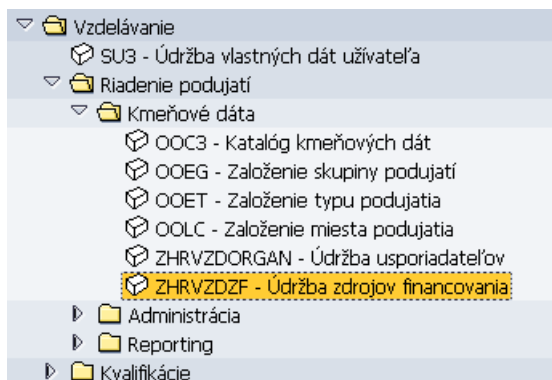 Vzdelávanie
SU3 - Údržba vlastných dát užívateľa
Riadenie podujatí
Kmeňové dáta
OOC3 - Katalóg kmeňových dát
OOEG - Založenie skupiny podujatí
OOET - Založenie typu podujatia
OOLC - Založenie miesta podujatia
ZHRVZDORGAN - Údržba usporiadateľov
ZHRVZDZF - Údržba zdrojov financovania
Administrácia
Reporting
Kvalifikácie